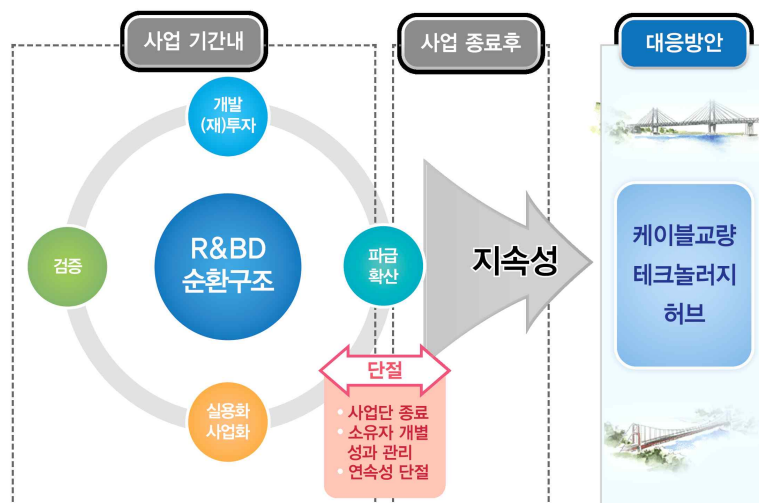 사업 기간내
사업 종료후
대응방안
개발
(재)투자
검증
R&BD
순환구조
파급
확산
실용화
사업화
지속성
단절
• 사업단 종료
• 소유자 개별
성과 관리
• 연속성 단절
케이블교량
테크놀러지
허브